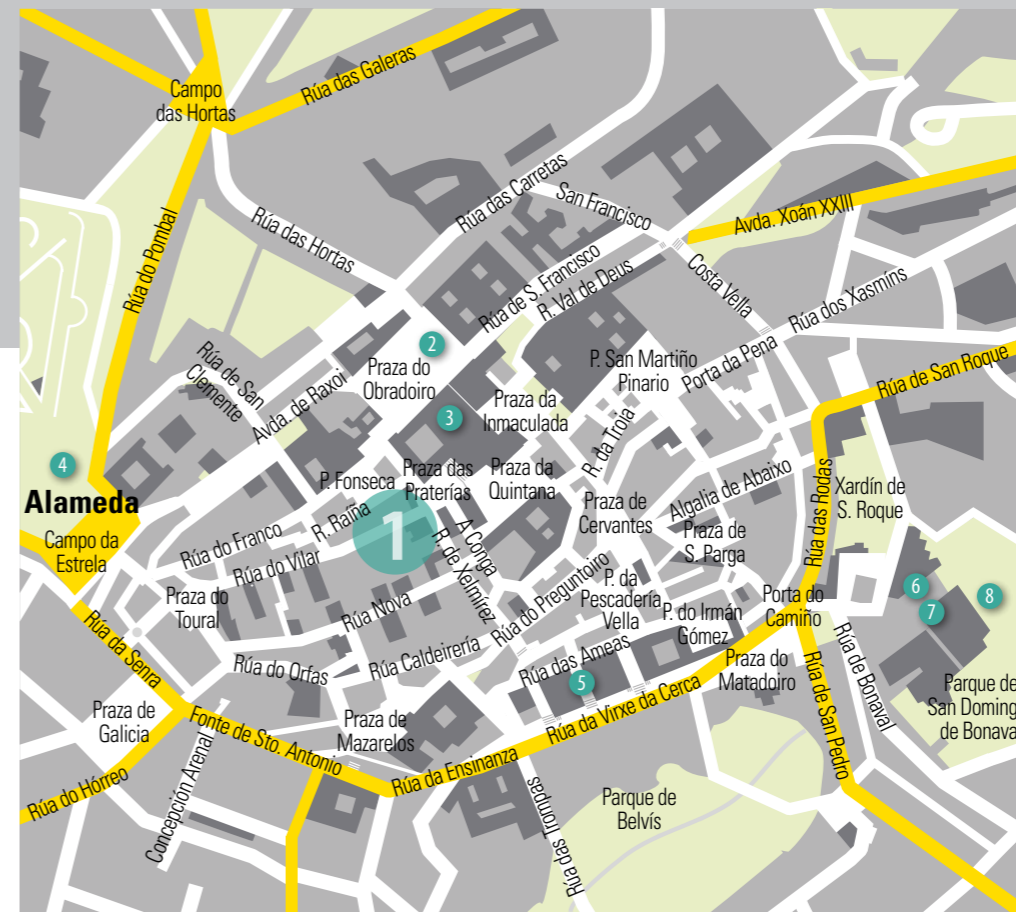 Campo
das Hortas
Rúa das Galeras
Rúa das Carretas
San Francisco
Avda. Xoán XXIII
Rúa das Hortas
Rúa do Pombal
Rúa de S. Francisco
R. Val de Deus
Costa Vella
Rúa dos Xasmíns
Porta da Pena
P. San Martiño
Pinario
Rúa de San Roque
2
Praza do
Obradoiro
Rúa de San
Clemente
Avda. de Raxoi
3
Praza da
Inmaculada
R. da Troia
4
Alameda
Campo da
Estrela
P. Fonseca
Praza das
Praterías
Praza da
Quintana
Praza de
Cervantes
Algalia de Abaixo
Praza de
S. Parga
Rúa das Rodas
Xardín de
S. Roque
Rúa do Franco
R. Raíña
1
Rúa do Vilar
A Conga
R. de Xelmírez
Rúa Nova
Praza do
Toural
Rúa do Preguntoiro
P. da
Pescadería
Vella
P. do Irmán
Gómez
Porta do
Camiño
6
7
8
Rúa da Senra
Rúa do Orfas
Rúa Caldeirería
Rúa das Ameas
5
Praza do
Matadoiro
Rúa de Bonaval
Rúa de San Pedro
Parque de
San Doming
de Bonava
Praza de
Galicia
Fonte de Sto. Antonio
Praza de
Mazarelos
Rúa da Ensinanza
Rúa da Virxe da Cerca
Rúa do Hórreo
Concepción Arenal
Rúa das Trompas
Parque de
Belvís